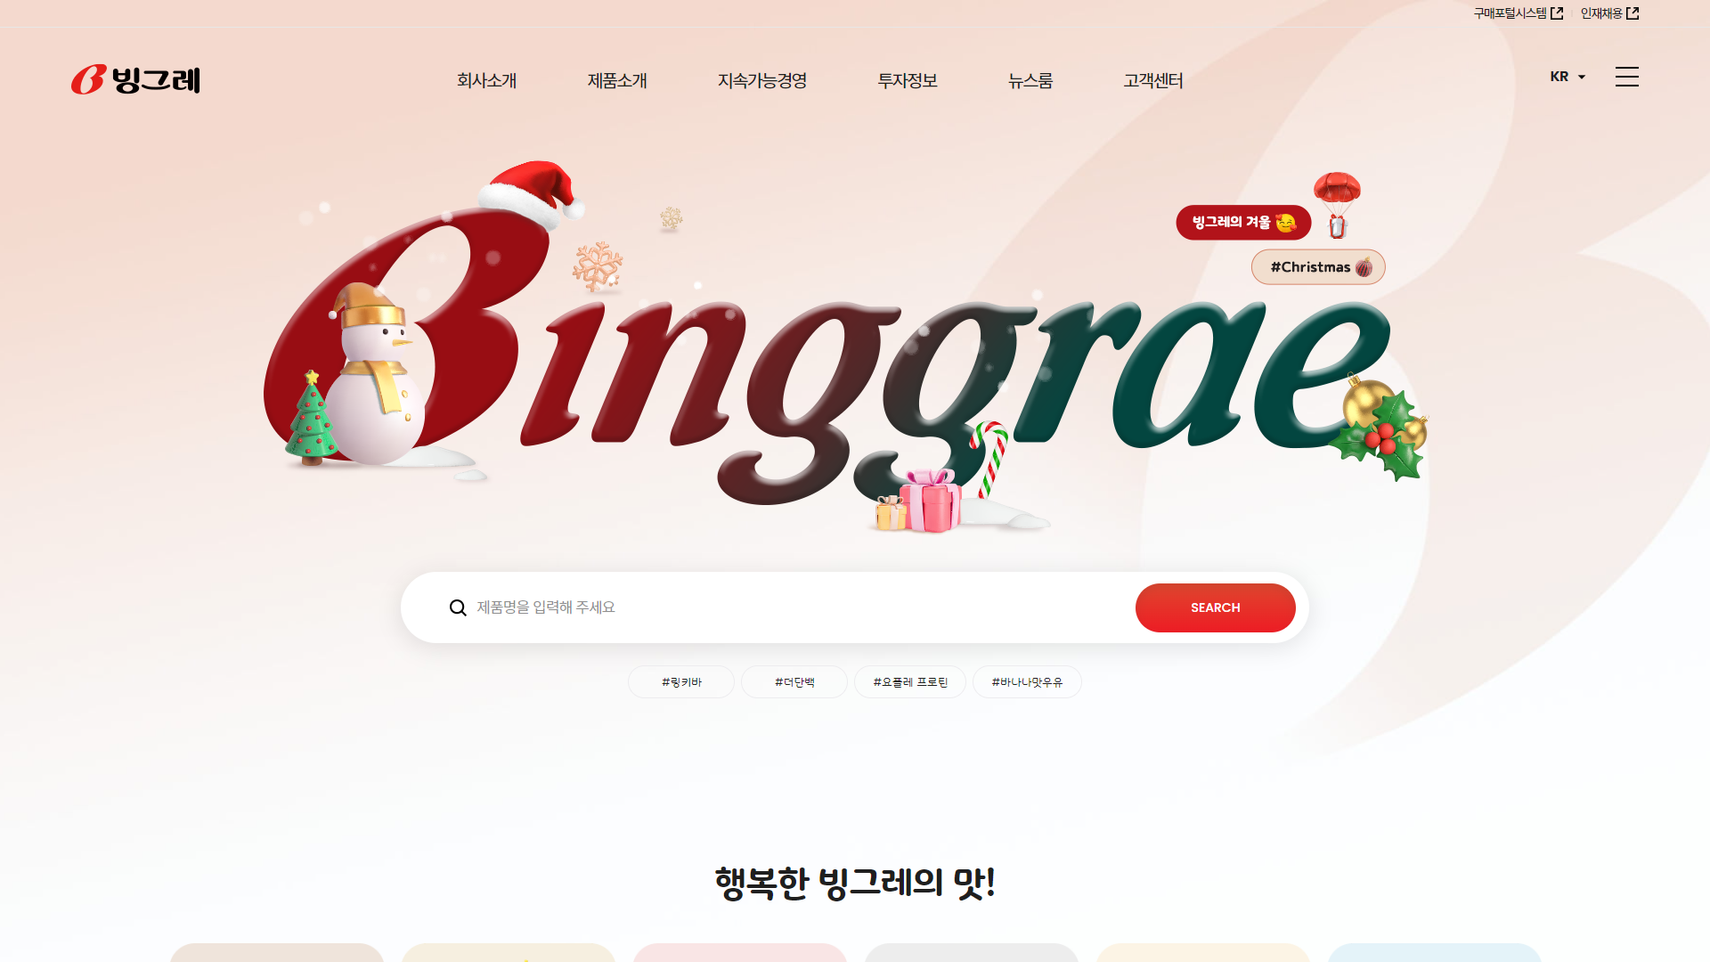 구매포털시스템
인재채용
빙그레
회사소개
제품소개
지속가능경영
투자정보
뉴스룸
고객센터
KR
빙그레의 겨울
#Christmas
Binggrae
제품명을 입력해 주세요
SEARCH
#링키바
#더단백
#요플레 프로틴
#바나나맛우유
행복한 빙그레의 맛!